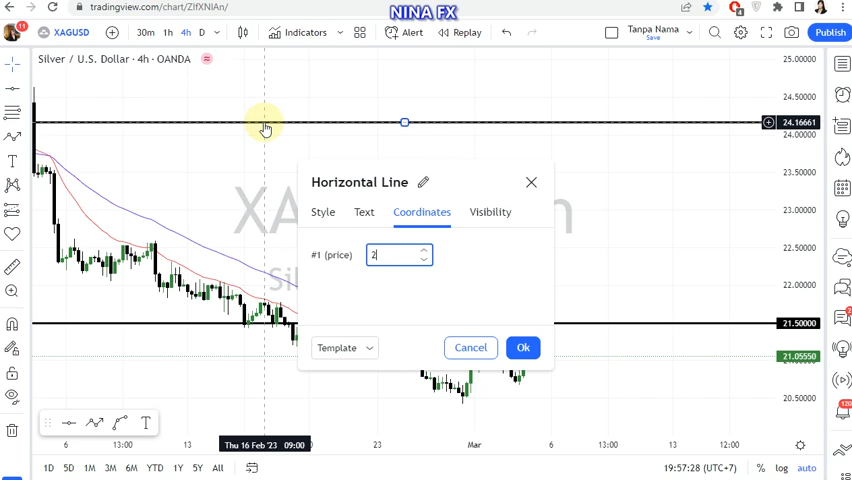 tradingview.com/chart/ZIfXNIAn/
NINA FX
11
XAGUSD
30m 1h 4h D
Indicators
Alert
Replay
Tanpa Nama
Save
Publish
Silver / U.S. Dollar · 4h · OANDA
25.00000
24.50000
24.16661
24.00000
23.50000
23.00000
22.50000
22.00000
21.50000
21.05550
20.50000
Horizontal Line
Style Text Coordinates Visibility
#1 (price) 2
Template Cancel Ok
6 13:00 13 Thu 16 Feb '23 09:00 23 Mar 6 13:00 13 12:00
1D 5D 1M 3M 6M YTD 1Y 5Y All
19:57:28 (UTC+7) % log auto